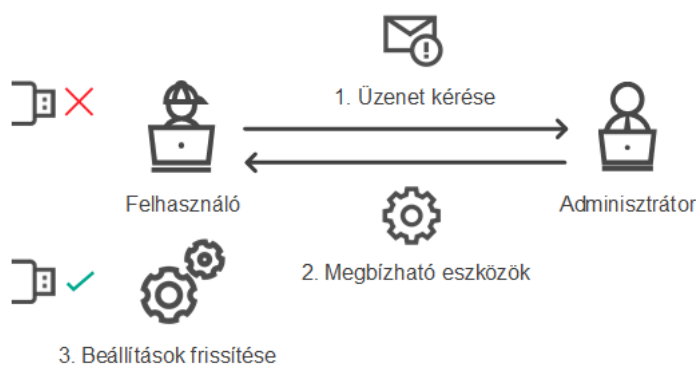 1. Üzenet kérése
Felhasználó
Adminisztrátor
2. Megbízható eszközök
3. Beállítások frissítése